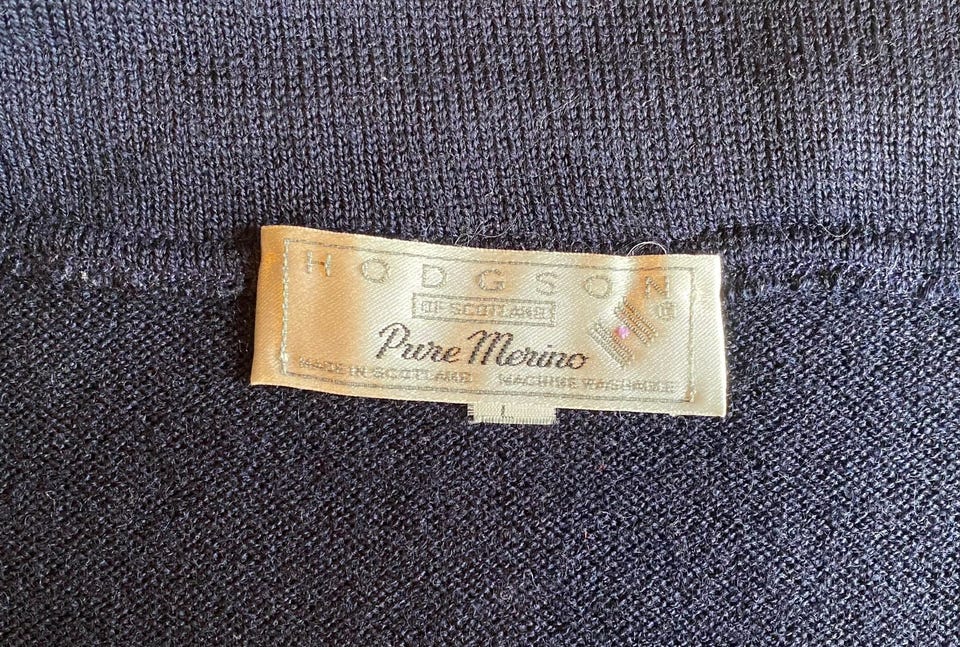 HODGSON
OF SCOTLAND
Pure Merino
MADE IN SCOTLAND MACHINE WASHABLE
L